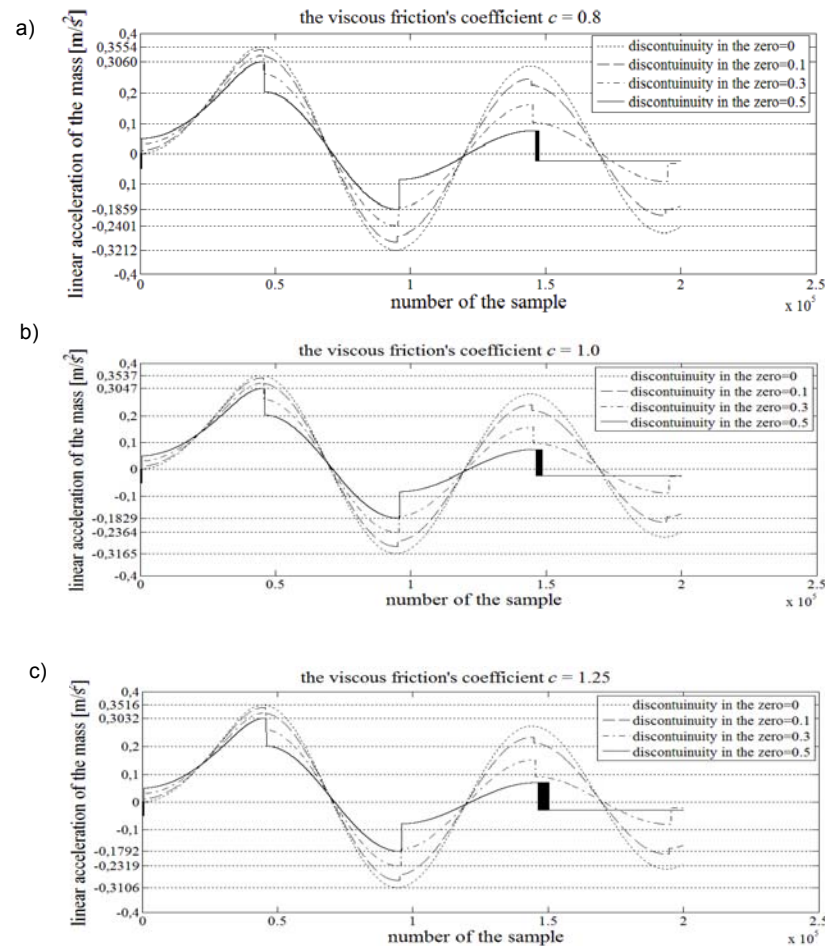 a)
the viscous friction's coefficient c = 0.8
linear acceleration of the mass [m/s²]
0,4
0,3554
0,3060
0,2
0,1
0
0,1
-0,1859
-0,2401
-0,3212
-0,4
discontuinuity in the zero=0
discontuinuity in the zero=0.1
discontuinuity in the zero=0.3
discontuinuity in the zero=0.5
0 0.5 1 1.5 2 2.5
number of the sample
x 10⁵
b)
the viscous friction's coefficient c = 1.0
linear acceleration of the mass [m/s²]
0,4
0,3537
0,3047
0,2
0,1
0
-0,1
-0,1829
-0,2364
-0,3165
-0,4
discontuinuity in the zero=0
discontuinuity in the zero=0.1
discontuinuity in the zero=0.3
discontuinuity in the zero=0.5
0 0.5 1 1.5 2 2.5
number of the sample
x 10⁵
c)
the viscous friction's coefficient c = 1.25
linear acceleration of the mass [m/s²]
0,4
0,3516
0,3032
0,2
0,1
0
-0,1
-0,1792
-0,2319
-0,3106
-0,4
discontuinuity in the zero=0
discontuinuity in the zero=0.1
discontuinuity in the zero=0.3
discontuinuity in the zero=0.5
0 0.5 1 1.5 2 2.5
number of the sample
x 10⁵